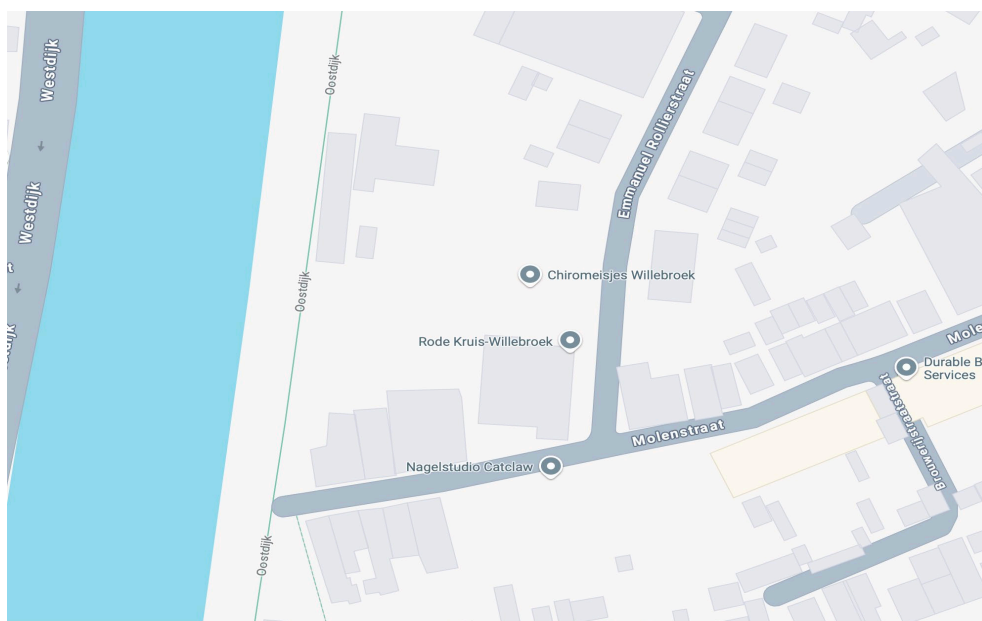 Westdijk
Oostdijk
Emmanuel Rollierstraat
Westdijk
Oostdijk
Chiromeisjes Willebroek
Rode Kruis-Willebroek
Durable B
Services
Molenstraat
Brouwerijstraat
Nagelstudio Catclaw
Oostdijk